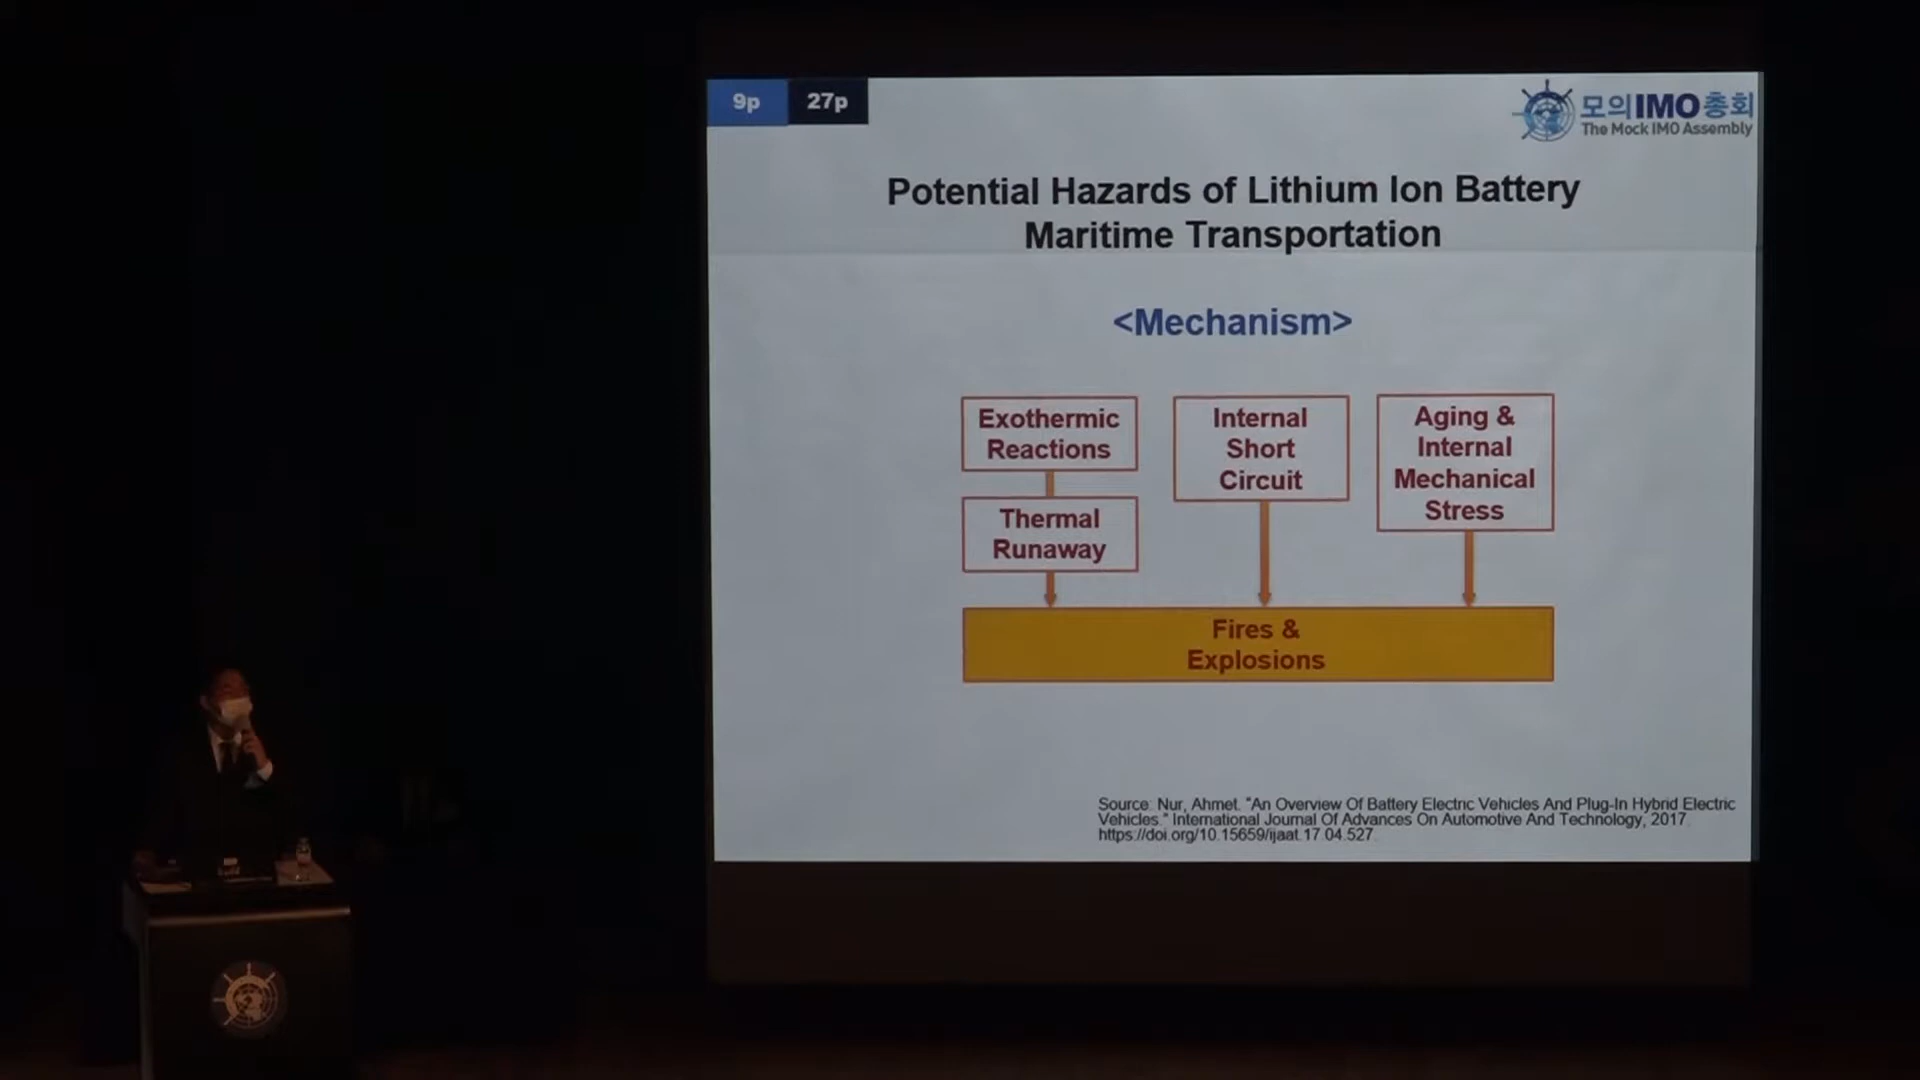 9p 27p
모의IMO총회
The Mock IMO Assembly
Potential Hazards of Lithium Ion Battery
Maritime Transportation
<Mechanism>
Exothermic
Reactions
Thermal
Runaway
Internal
Short
Circuit
Aging &
Internal
Mechanical
Stress
Fires &
Explosions
Source: Nur, Ahmet. "An Overview Of Battery Electric Vehicles And Plug-In Hybrid Electric
Vehicles." International Journal Of Advances On Automotive And Technology, 2017.
https://doi.org/10.15659/ijaat.17.04.527.